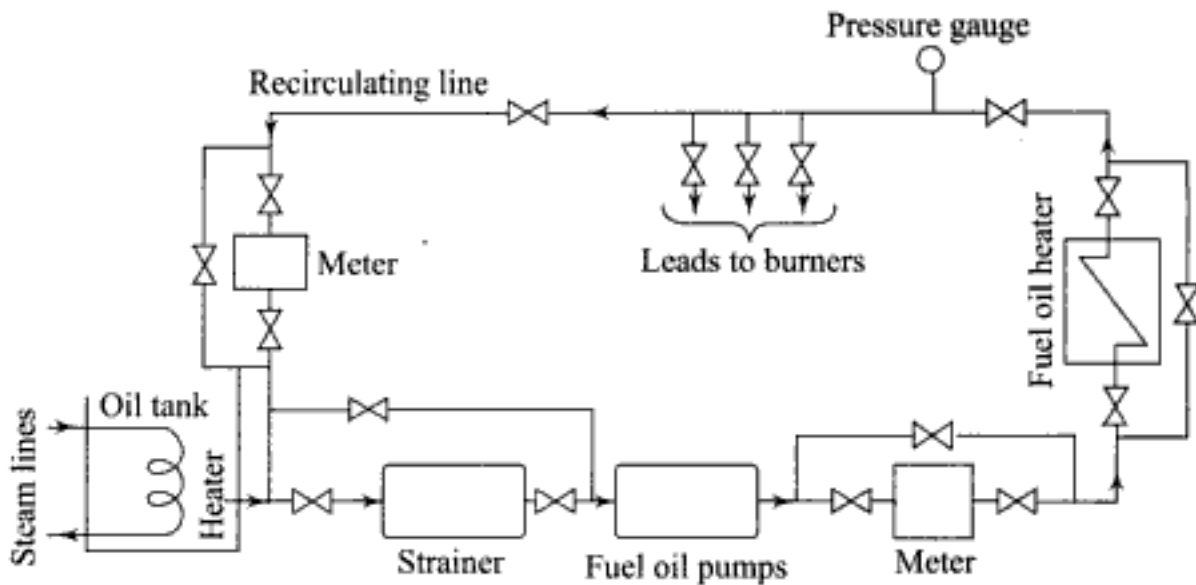 Pressure gauge
Recirculating line
Meter
Leads to burners
Fuel oil heater
Oil tank
Steam lines
Heater
Strainer
Fuel oil pumps
Meter